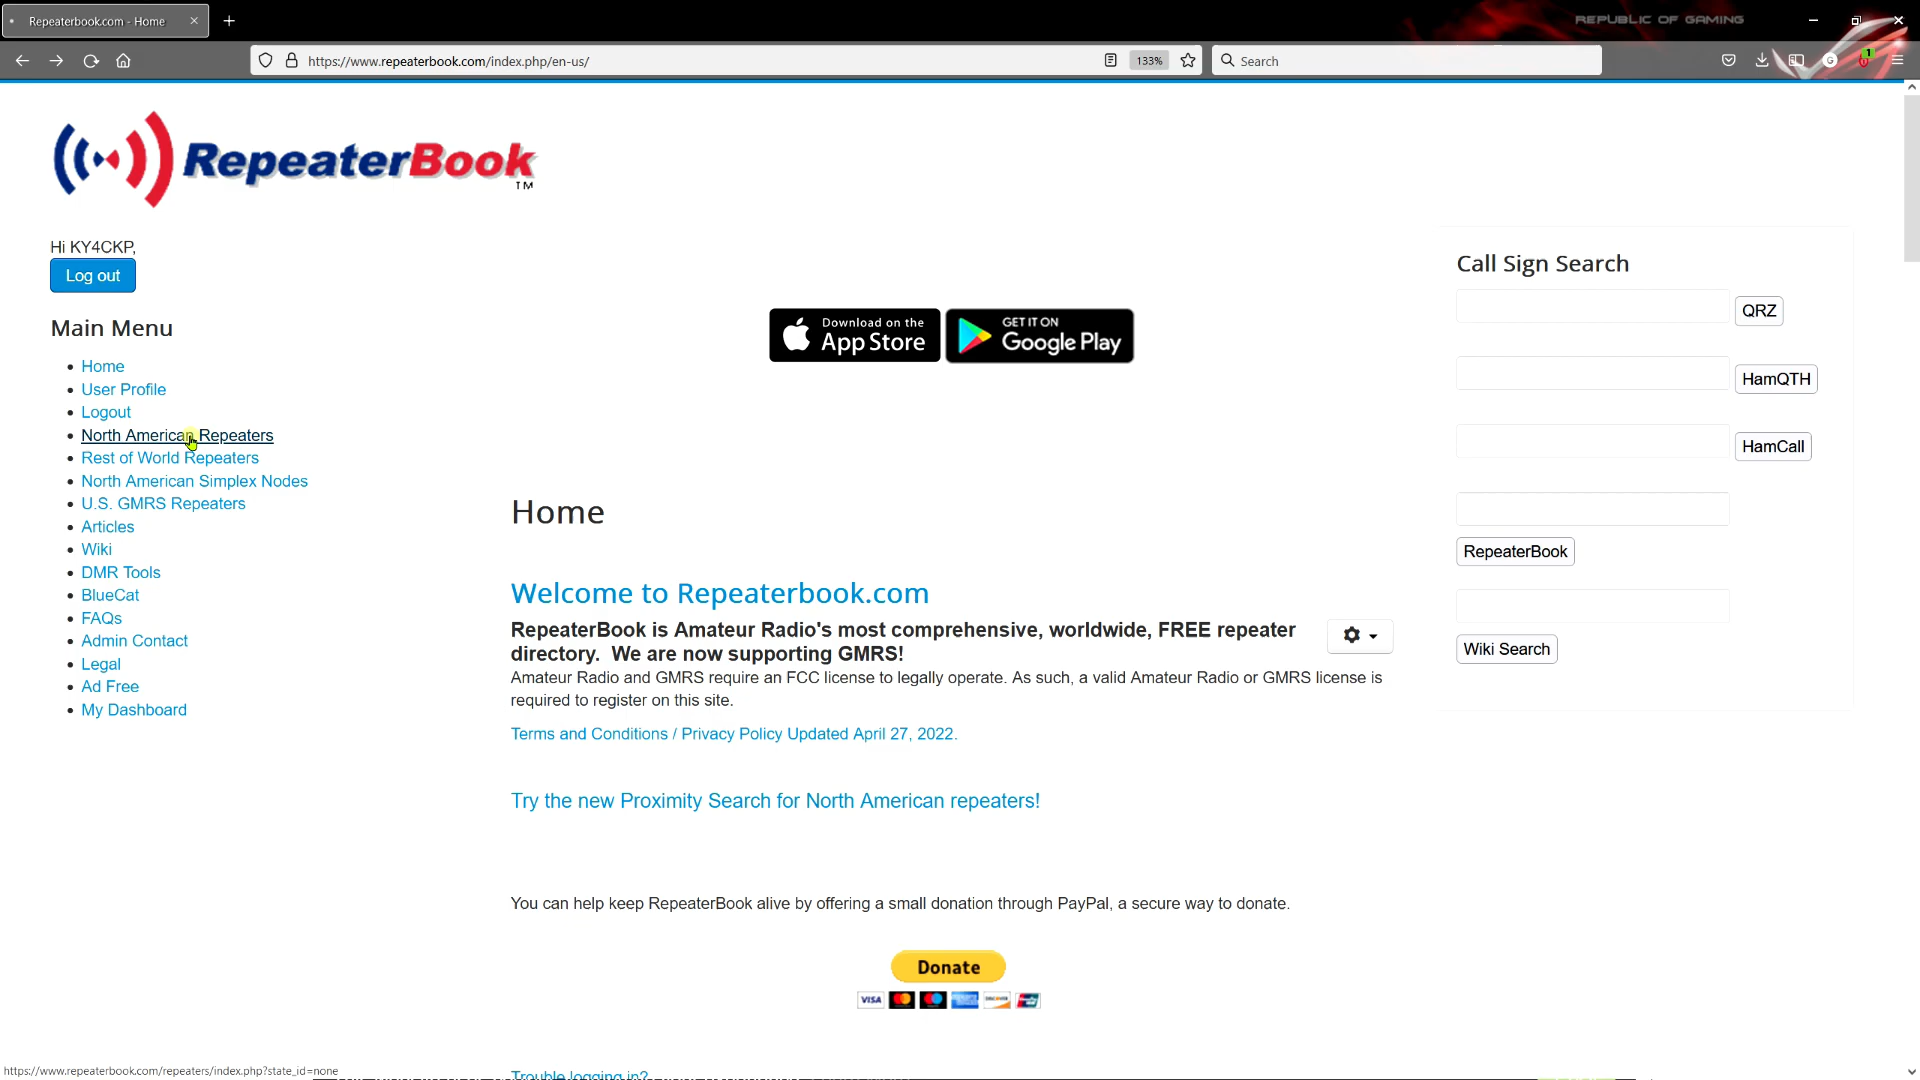 Repeaterbook.com - Home
REPUBLIC OF GAMING
https://www.repeaterbook.com/index.php/en-us/
133%
Search
RepeaterBook
TM
Hi KY4CKP,
Log out
Main Menu
Home
User Profile
Logout
North American Repeaters
Rest of World Repeaters
North American Simplex Nodes
U.S. GMRS Repeaters
Articles
Wiki
DMR Tools
BlueCat
FAQs
Admin Contact
Legal
Ad Free
My Dashboard
Download on the
App Store
GET IT ON
Google Play
Home
Welcome to Repeaterbook.com
RepeaterBook is Amateur Radio's most comprehensive, worldwide, FREE repeater
directory. We are now supporting GMRS!
Amateur Radio and GMRS require an FCC license to legally operate. As such, a valid Amateur Radio or GMRS license is
required to register on this site.
Terms and Conditions / Privacy Policy Updated April 27, 2022.
Try the new Proximity Search for North American repeaters!
You can help keep RepeaterBook alive by offering a small donation through PayPal, a secure way to donate.
Donate
VISA
Trouble logging in?
Call Sign Search
QRZ
HamQTH
HamCall
RepeaterBook
Wiki Search
https://www.repeaterbook.com/repeaters/index.php?state_id=none